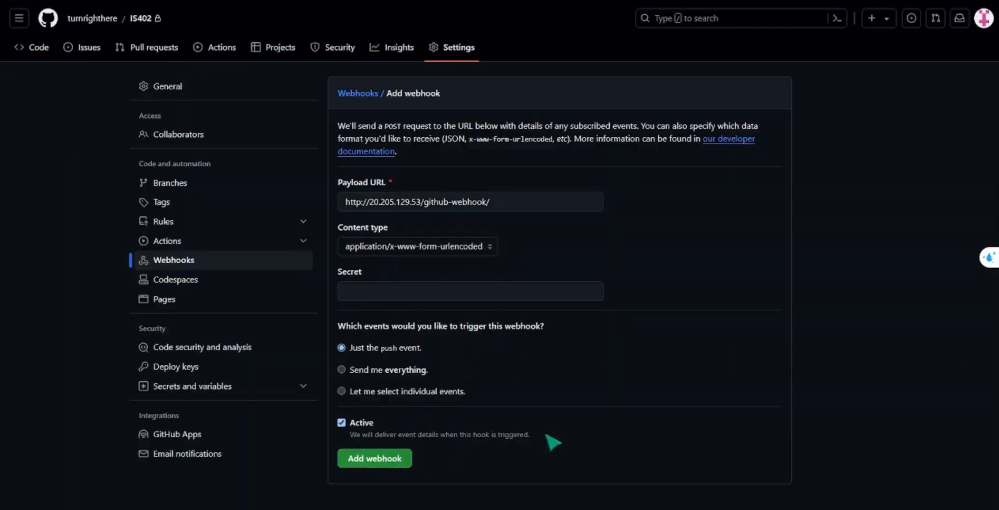 turnrighthere / IS402
Type / to search
Code
Issues
Pull requests
Actions
Projects
Security
Insights
Settings
General
Access
Collaborators
Code and automation
Branches
Tags
Rules
Actions
Webhooks
Codespaces
Pages
Security
Code security and analysis
Deploy keys
Secrets and variables
Integrations
GitHub Apps
Email notifications
Webhooks / Add webhook
We'll send a POST request to the URL below with details of any subscribed events. You can also specify which data
format you'd like to receive (JSON, x-www-form-urlencoded, etc). More information can be found in our developer
documentation.
Payload URL *
http://20.205.129.53/github-webhook/
Content type
application/x-www-form-urlencoded
Secret
Which events would you like to trigger this webhook?
Just the push event.
Send me everything.
Let me select individual events.
Active
We will deliver event details when this hook is triggered.
Add webhook